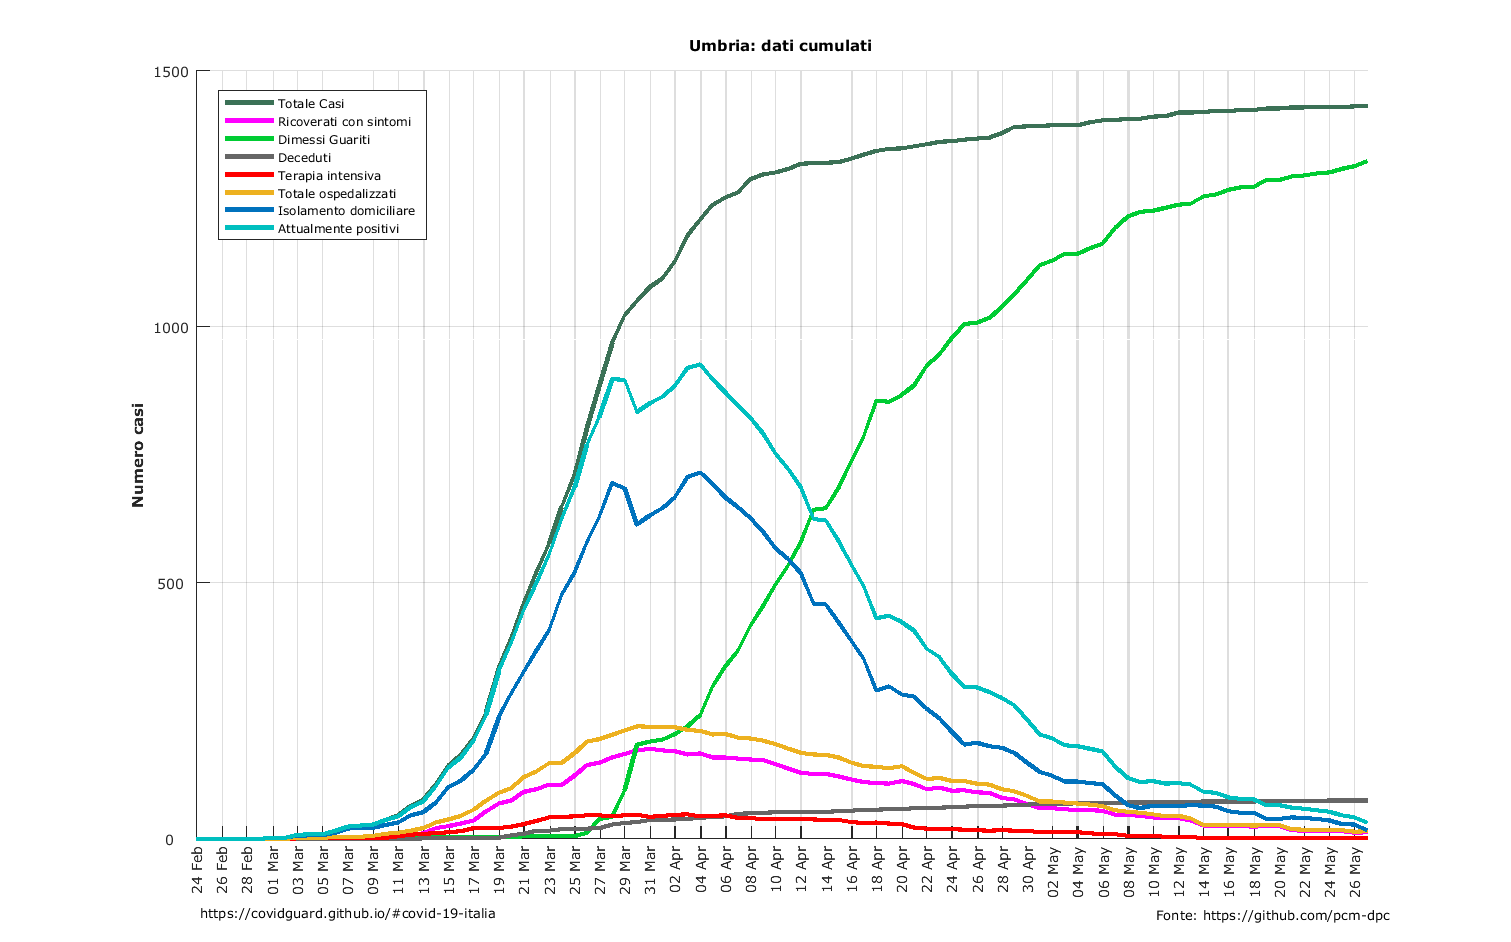 Umbria: dati cumulati
1500
1000
500
0
Numero casi
Totale Casi
Ricoverati con sintomi
Dimessi Guariti
Deceduti
Terapia intensiva
Totale ospedalizzati
Isolamento domiciliare
Attualmente positivi
24 Feb
26 Feb
28 Feb
01 Mar
03 Mar
05 Mar
07 Mar
09 Mar
11 Mar
13 Mar
15 Mar
17 Mar
19 Mar
21 Mar
23 Mar
25 Mar
27 Mar
29 Mar
31 Mar
02 Apr
04 Apr
06 Apr
08 Apr
10 Apr
12 Apr
14 Apr
16 Apr
18 Apr
20 Apr
22 Apr
24 Apr
26 Apr
28 Apr
30 Apr
02 May
04 May
06 May
08 May
10 May
12 May
14 May
16 May
18 May
20 May
22 May
24 May
26 May
https://covidguard.github.io/#covid-19-italia
Fonte: https://github.com/pcm-dpc